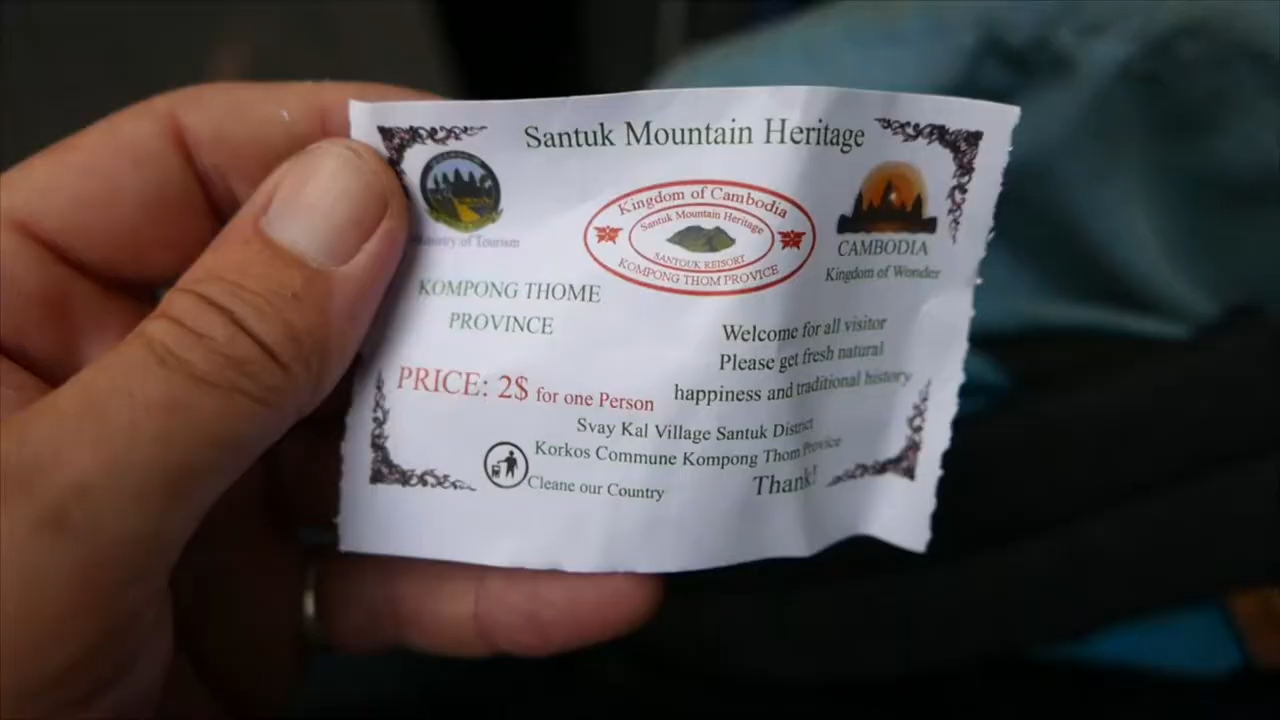 Santuk Mountain Heritage
Ministry of Tourism
Kingdom of Cambodia
Santuk Mountain Heritage
SANTOUK REISORT
KOMPONG THOM PROVICE
CAMBODIA
Kingdom of Wonder
KOMPONG THOME
PROVINCE
Welcome for all visitor
Please get fresh natural
happiness and traditional history
PRICE: 2$ for one Person
Svay Kal Village Santuk District
Korkos Commune Kompong Thom Provice
Cleane our Country
Thank!